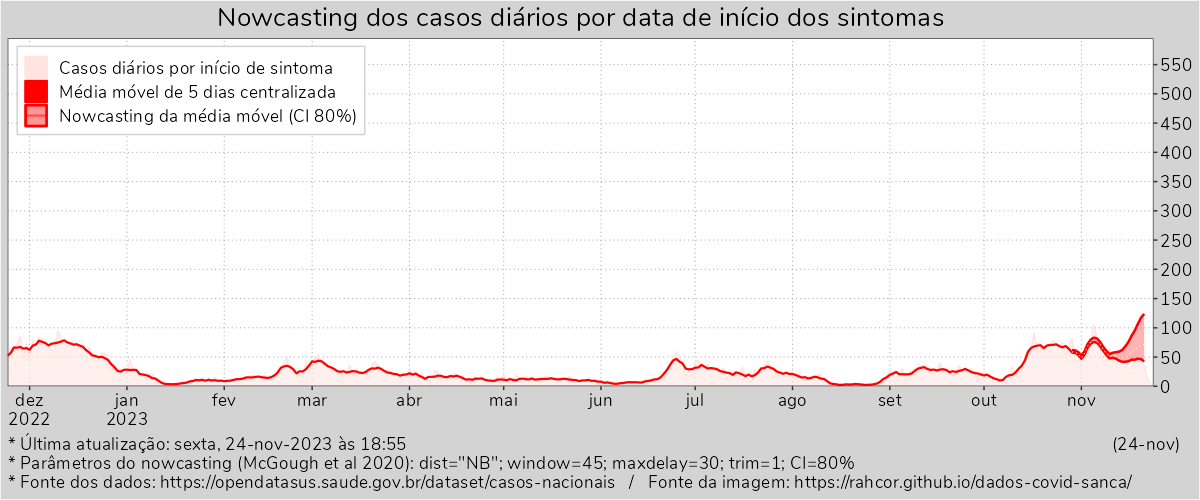 Nowcasting dos casos diários por data de início dos sintomas
Casos diários por início de sintoma
Média móvel de 5 dias centralizada
Nowcasting da média móvel (CI 80%)
550
500
450
400
350
300
250
200
150
100
50
0
dez jan fev mar abr mai jun jul ago set out nov
2022 2023
* Última atualização: sexta, 24-nov-2023 às 18:55 (24-nov)
* Parâmetros do nowcasting (McGough et al 2020): dist="NB"; window=45; maxdelay=30; trim=1; CI=80%
* Fonte dos dados: https://opendatasus.saude.gov.br/dataset/casos-nacionais / Fonte da imagem: https://rahcor.github.io/dados-covid-sanca/